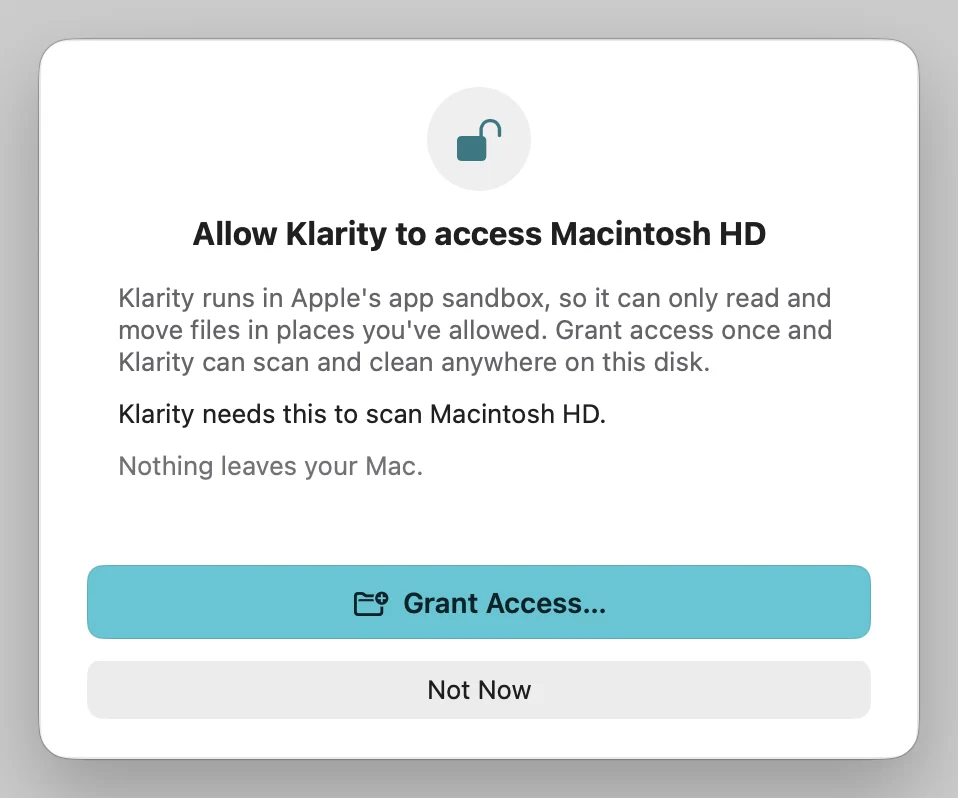 Allow Klarity to access Macintosh HD
Klarity runs in Apple's app sandbox, so it can only read and
move files in places you've allowed. Grant access once and
Klarity can scan and clean anywhere on this disk.
Klarity needs this to scan Macintosh HD.
Nothing leaves your Mac.
Grant Access...
Not Now